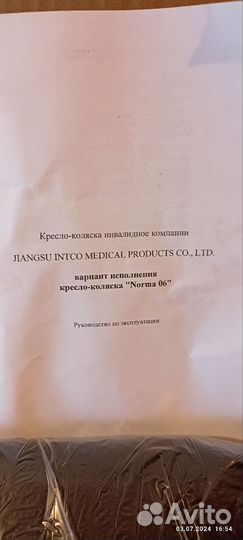 Кресло-коляска инвалидное компании
JIANGSU INTCO MEDICAL PRODUCTS CO., LTD.
вариант исполнения
кресло-коляска "Norma 06"
Руководство по эксплуатации
03.07.2024 16:54
Avito